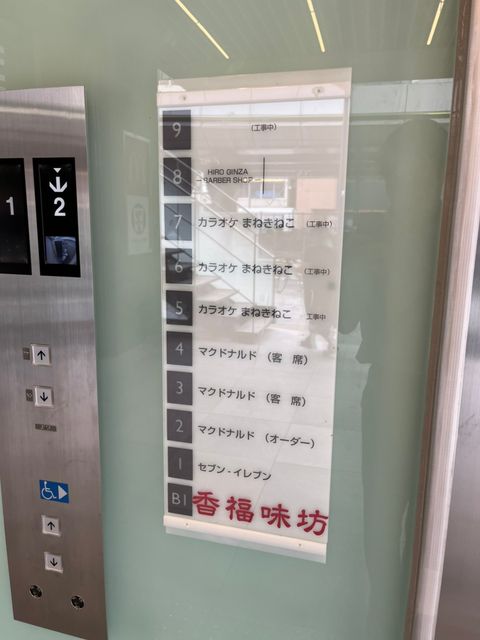 9 (工事中)
8 HIRO GINZA
BARBER SHOP
7 カラオケ まねきねこ (工事中)
6 カラオケ まねきねこ (工事中)
5 カラオケ まねきねこ 工事中
4 マクドナルド (客 席)
3 マクドナルド (客 席)
2 マクドナルド (オーダー)
1 セブン-イレブン
B1 香福味坊
1
2